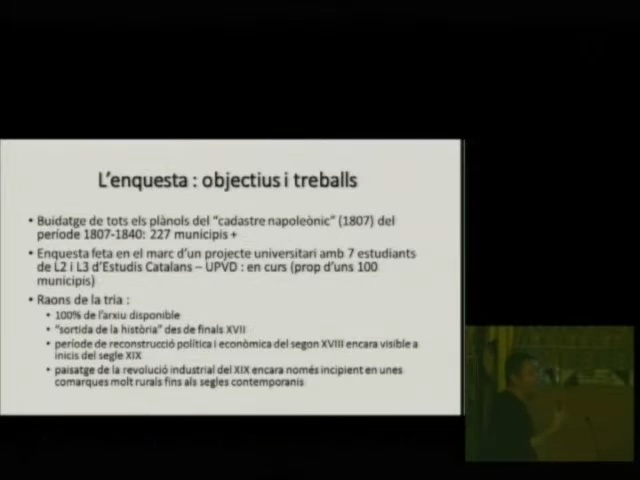 L'enquesta : objectius i treballs
• Buidatge de tots els plànols del "cadastre napoleònic" (1807) del
període 1807-1840: 227 municipis +
• Enquesta feta en el marc d'un projecte universitari amb 7 estudiants
de L2 i L3 d'Estudis Catalans – UPVD : en curs (prop d'uns 100
municipis)
• Raons de la tria :
• 100% de l'arxiu disponible
• "sortida de la història" des de finals XVII
• període de reconstrucció política i econòmica del segon XVIII encara visible a
inicis del segle XIX
• paisatge de la revolució industrial del XIX encara només incipient en unes
comarques molt rurals fins als segles contemporanis